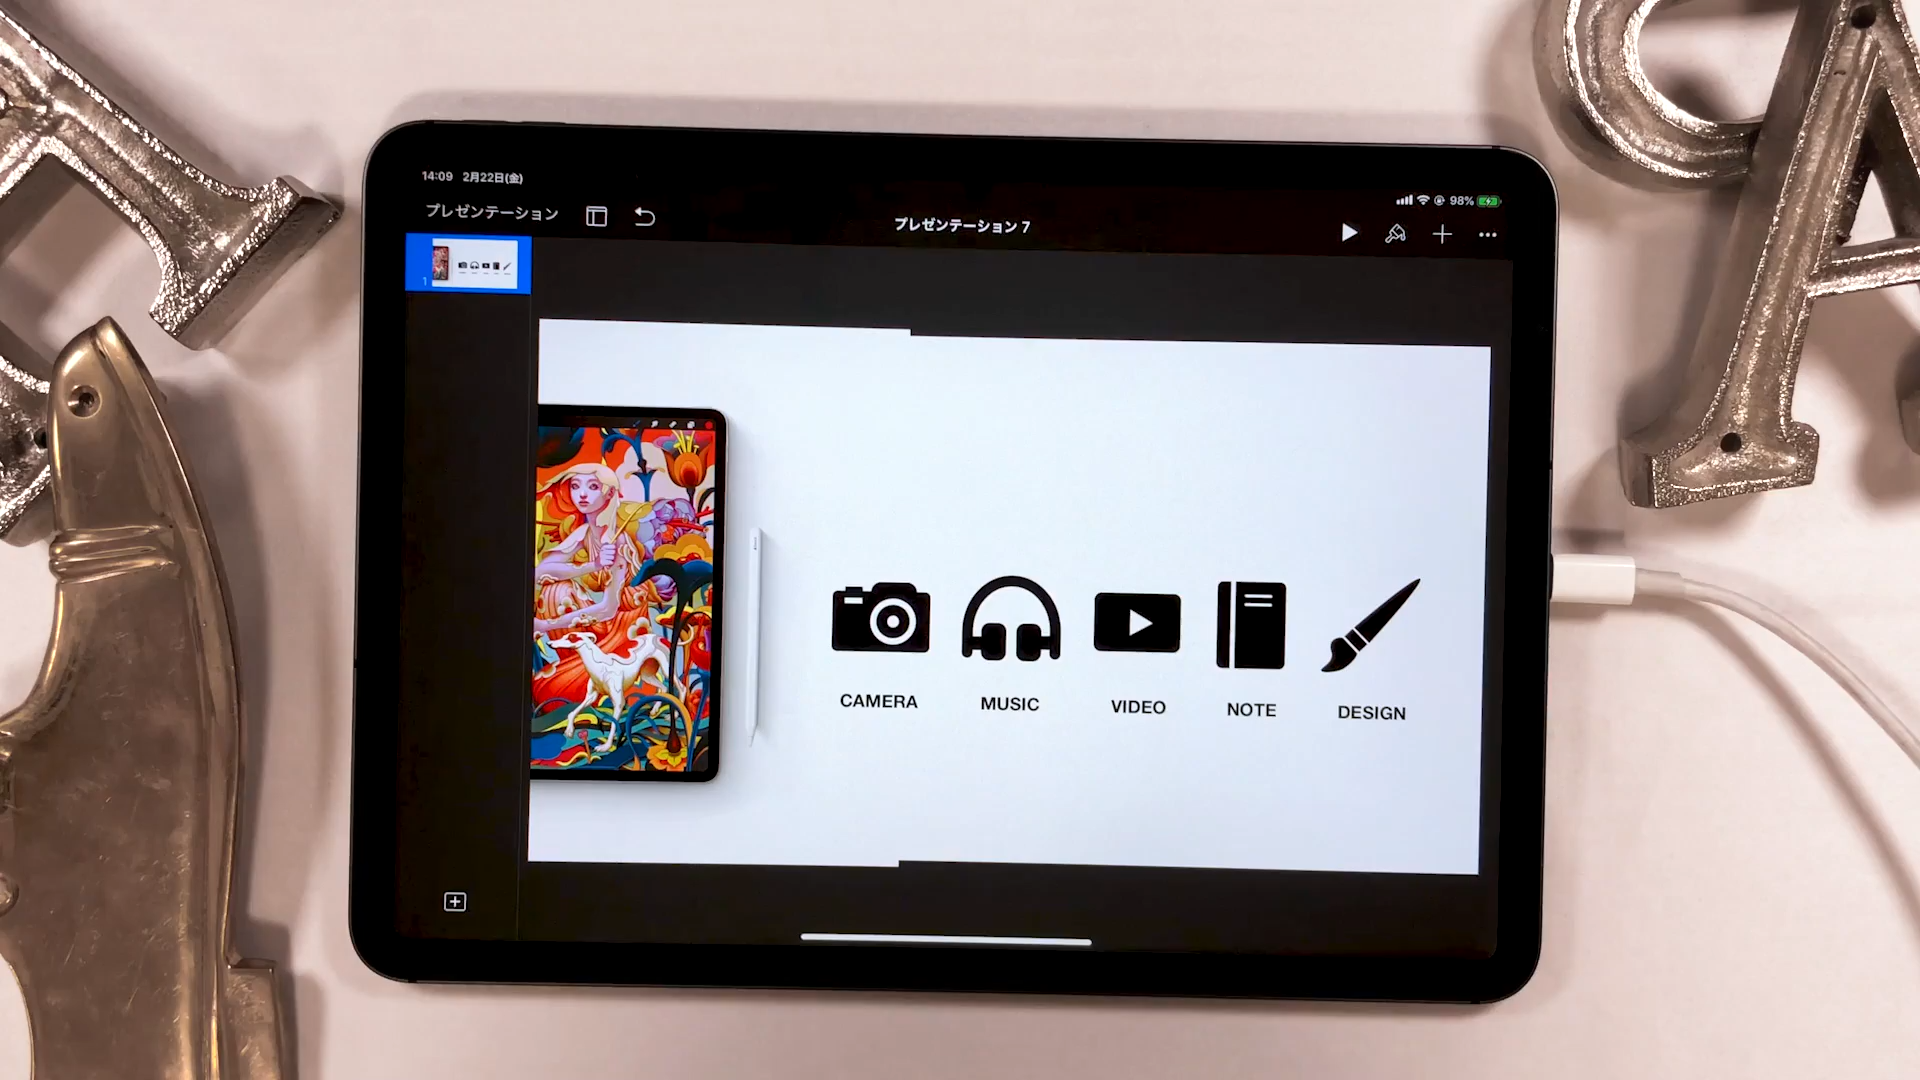 14:09 2月22日(金)
98%
プレゼンテーション
プレゼンテーション 7
1
CAMERA
MUSIC
VIDEO
NOTE
DESIGN